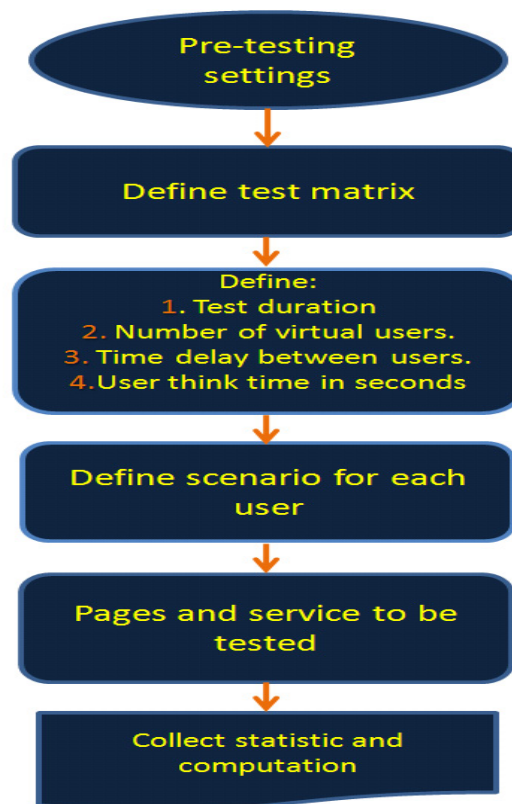 Pre-testing
settings
Define test matrix
Define:
1. Test duration
2. Number of virtual users.
3. Time delay between users.
4.User think time in seconds
Define scenario for each
user
Pages and service to be
tested
Collect statistic and
computation